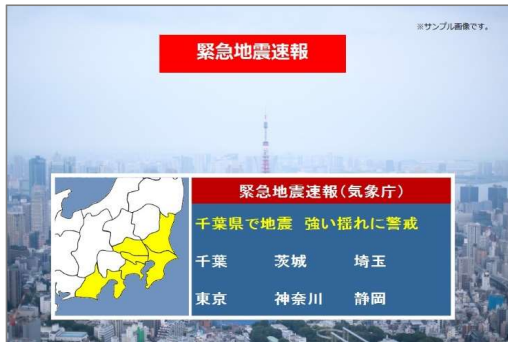 ※サンプル画像です。
緊急地震速報
緊急地震速報(気象庁)
千葉県で地震 強い揺れに警戒
千葉 茨城 埼玉
東京 神奈川 静岡